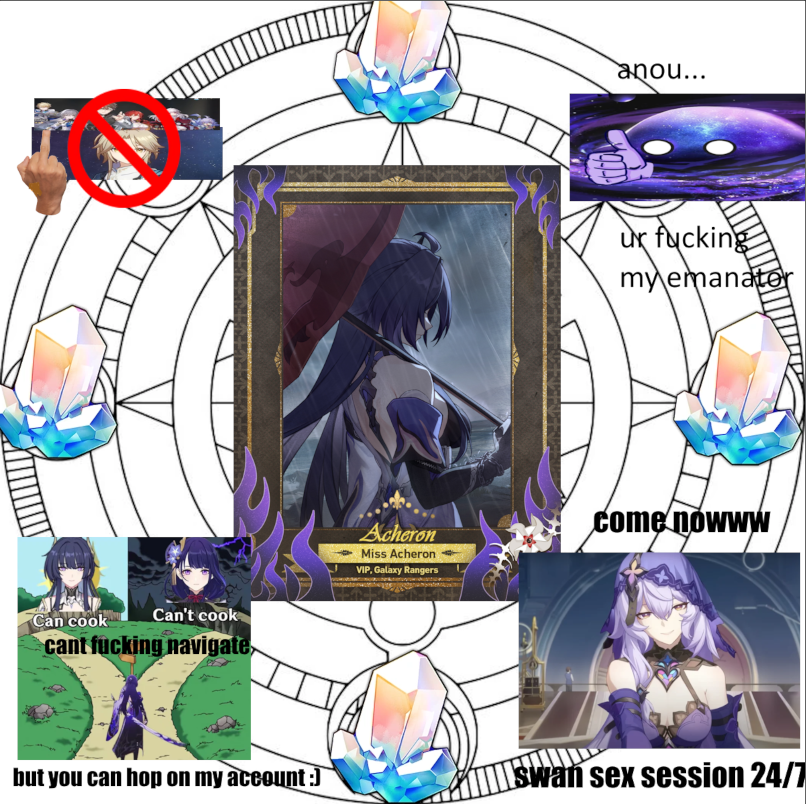 anou...
ur fucking
my emanator
Acheron
Miss Acheron
VIP, Galaxy Rangers
come nowww
Can cook
Can't cook
cant fucking navigate
but you can hop on my account :)
swan sex session 24/7